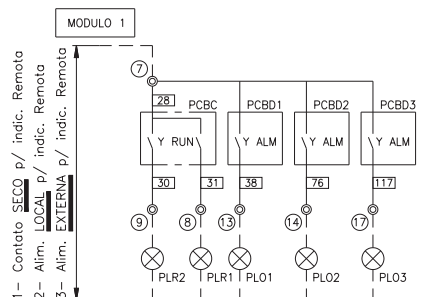 MODULO 1
1- Contato SECO p/ indic. Remota
2- Alim. LOCAL p/ indic. Remota
3- Alim. EXTERNA p/ indic. Remota
7
28 PCBC PCBD1 PCBD2 PCBD3
Y RUN Y ALM Y ALM Y ALM
30 31 38 76 117
9 8 13 14 17
PLR2 PLR1 PLO1 PLO2 PLO3